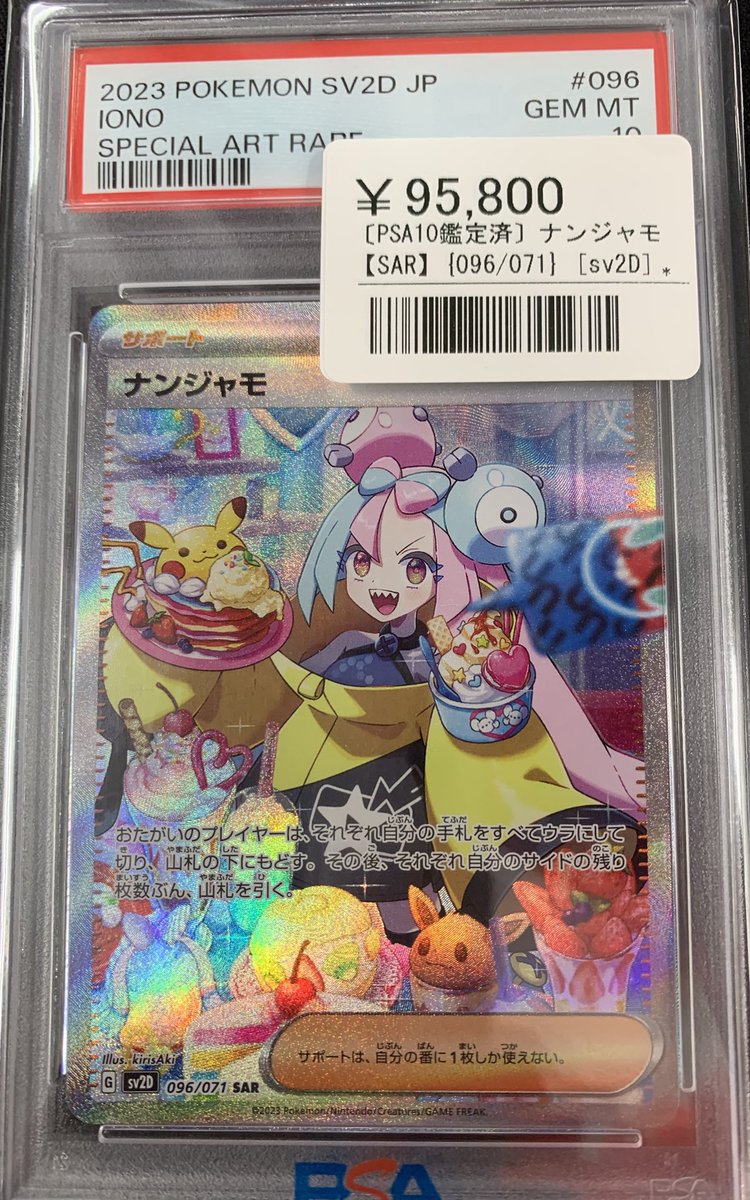 2023 POKEMON SV2D JP #096
IONO GEM MT
SPECIAL ART RARE 10
¥95,800
〔PSA10鑑定済〕ナンジャモ
【SAR】{096/071} [sv2D] *
サポート
ナンジャモ
おたがいのプレイヤーは、それぞれ自分の手札をすべてウラにして
切り、山札の下にもどす。その後、それぞれ自分のサイドの残り
枚数ぶん、山札を引く。
Illus. kirisAki
サポートは、自分の番に1枚しか使えない。
G sv2D 096/071 SAR
©2023 Pokémon/Nintendo/Creatures/GAME FREAK.
PSA